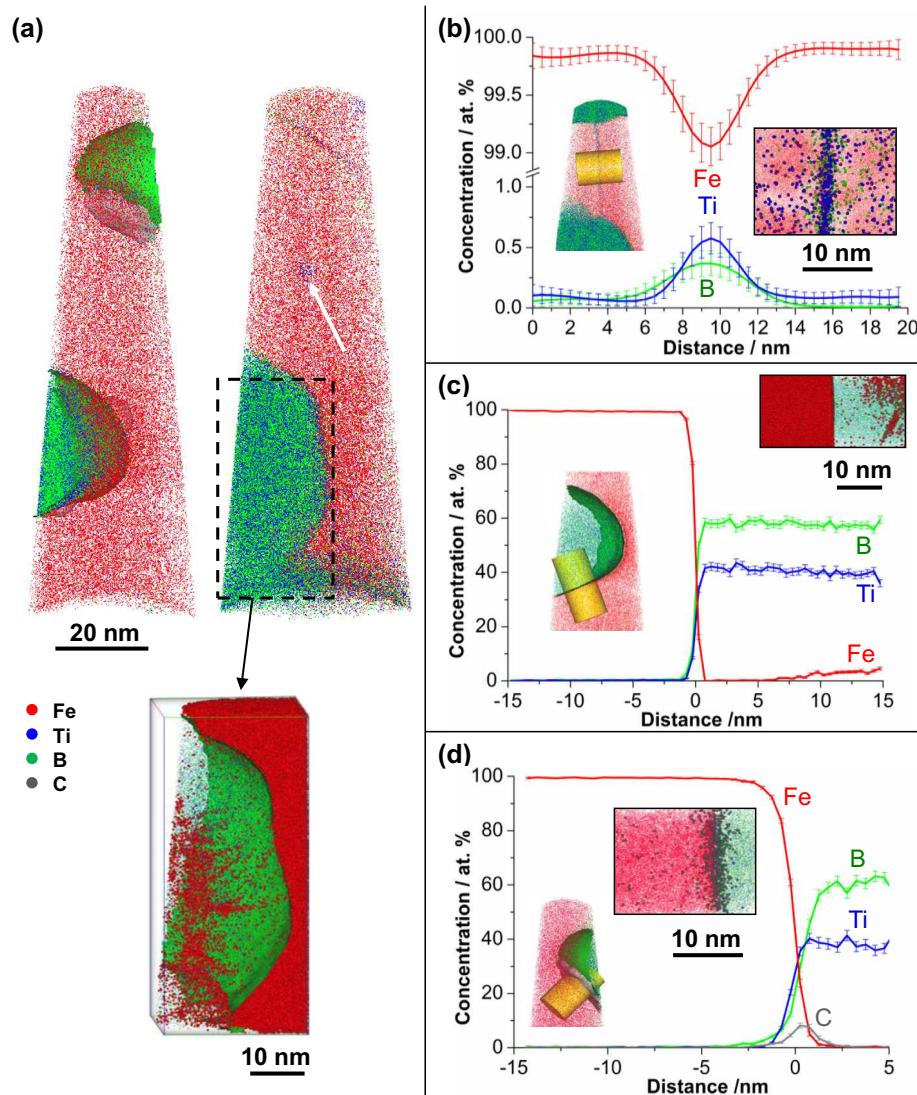 (a)
20 nm
Fe
Ti
B
C
10 nm
(b)
Concentration / at. %
100.0
99.5
99.0
1.0
0.5
0.0
Fe
Ti
B
10 nm
0 2 4 6 8 10 12 14 16 18 20
Distance / nm
(c)
Concentration / at. %
100
80
60
40
20
0
10 nm
B
Ti
Fe
-15 -10 -5 0 5 10 15
Distance /nm
(d)
Concentration / at. %
100
80
60
40
20
0
Fe
B
Ti
C
10 nm
-15 -10 -5 0 5
Distance /nm